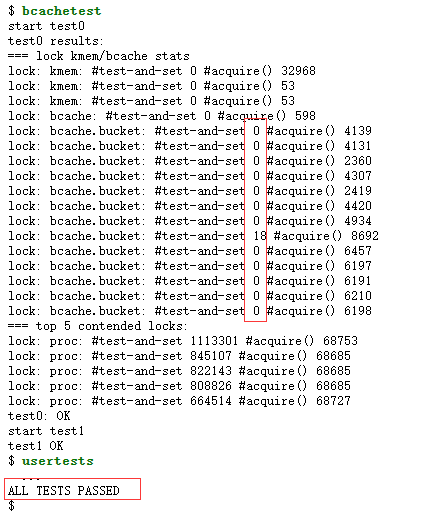 $ bcachetest
start test0
test0 results:
=== lock kmem/bcache stats
lock: kmem: #test-and-set 0 #acquire() 32968
lock: kmem: #test-and-set 0 #acquire() 53
lock: kmem: #test-and-set 0 #acquire() 53
lock: bcache: #test-and-set 0 #acquire() 598
lock: bcache.bucket: #test-and-set 0 #acquire() 4139
lock: bcache.bucket: #test-and-set 0 #acquire() 4131
lock: bcache.bucket: #test-and-set 0 #acquire() 2360
lock: bcache.bucket: #test-and-set 0 #acquire() 4307
lock: bcache.bucket: #test-and-set 0 #acquire() 2419
lock: bcache.bucket: #test-and-set 0 #acquire() 4420
lock: bcache.bucket: #test-and-set 0 #acquire() 4934
lock: bcache.bucket: #test-and-set 18 #acquire() 8692
lock: bcache.bucket: #test-and-set 0 #acquire() 6457
lock: bcache.bucket: #test-and-set 0 #acquire() 6197
lock: bcache.bucket: #test-and-set 0 #acquire() 6191
lock: bcache.bucket: #test-and-set 0 #acquire() 6210
lock: bcache.bucket: #test-and-set 0 #acquire() 6198
=== top 5 contended locks:
lock: proc: #test-and-set 1113301 #acquire() 68753
lock: proc: #test-and-set 845107 #acquire() 68685
lock: proc: #test-and-set 822143 #acquire() 68685
lock: proc: #test-and-set 808826 #acquire() 68685
lock: proc: #test-and-set 664514 #acquire() 68727
test0: OK
start test1
test1 OK
$ usertests
...
ALL TESTS PASSED
$